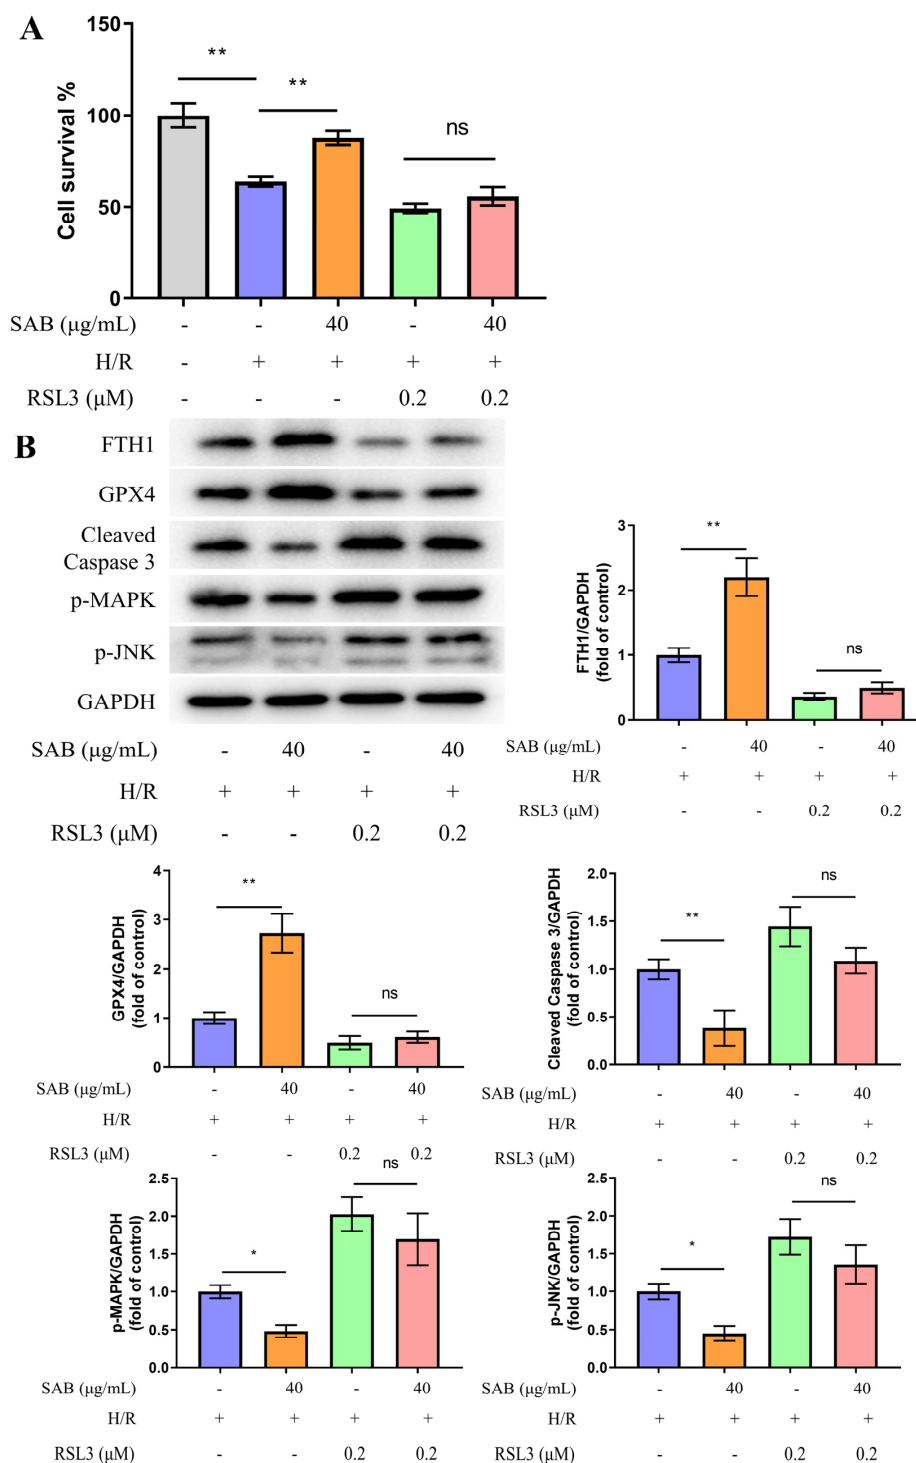 A
Cell survival %
150
100
50
0
**
**
ns
SAB (μg/mL) - - 40 - 40
H/R - + + + +
RSL3 (μM) - - - 0.2 0.2
B
FTH1
GPX4
Cleaved
Caspase 3
p-MAPK
p-JNK
GAPDH
SAB (μg/mL) - 40 - 40
H/R + + + +
RSL3 (μM) - - 0.2 0.2
FTH1/GAPDH
(fold of control)
3
2
1
0
**
ns
SAB (μg/mL) - 40 - 40
H/R + + + +
RSL3 (μM) - - 0.2 0.2
GPX4/GAPDH
(fold of control)
4
3
2
1
0
**
ns
SAB (μg/mL) - 40 - 40
H/R + + + +
RSL3 (μM) - - 0.2 0.2
Cleaved Caspase 3/GAPDH
(fold of control)
2.0
1.5
1.0
0.5
0.0
**
ns
SAB (μg/mL) - 40 - 40
H/R + + + +
RSL3 (μM) - - 0.2 0.2
p-MAPK/GAPDH
(fold of control)
2.5
2.0
1.5
1.0
0.5
0.0
*
ns
SAB (μg/mL) - 40 - 40
H/R + + + +
RSL3 (μM) - - 0.2 0.2
p-JNK/GAPDH
(fold of control)
2.5
2.0
1.5
1.0
0.5
0.0
*
ns
SAB (μg/mL) - 40 - 40
H/R + + + +
RSL3 (μM) - - 0.2 0.2